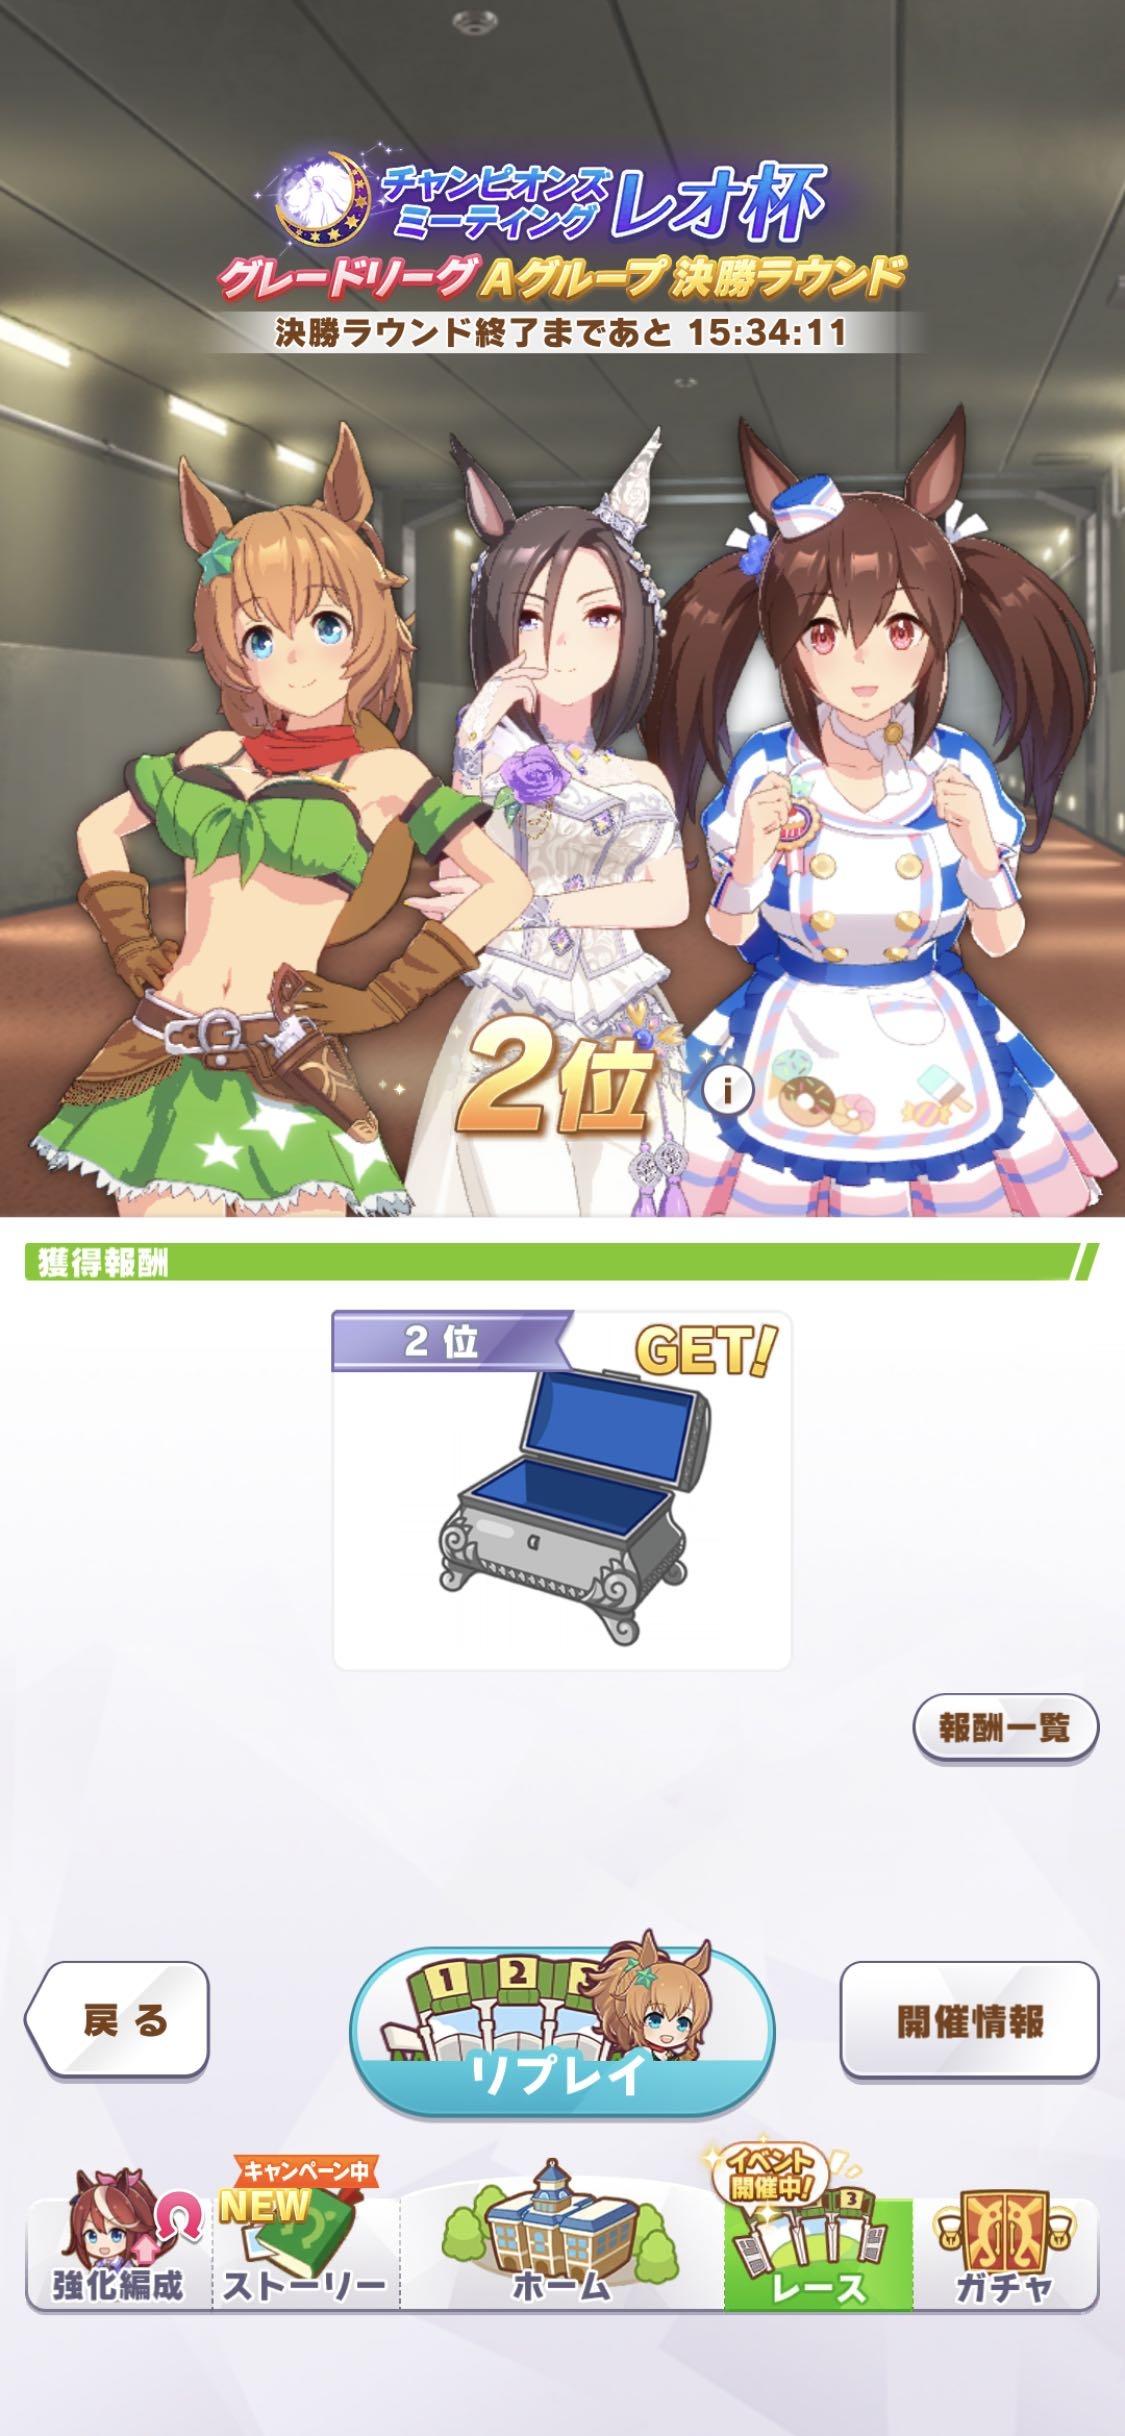 チャンピオンズ
ミーティング
レオ杯
グレードリーグ Aグループ 決勝ラウンド
決勝ラウンド終了まであと 15:34:11
2位
i
獲得報酬
2位
GET!
報酬一覧
戻る
1 2 3
リプレイ
開催情報
強化編成
キャンペーン中
NEW
ストーリー
ホーム
イベント
開催中!
3
レース
ガチャ